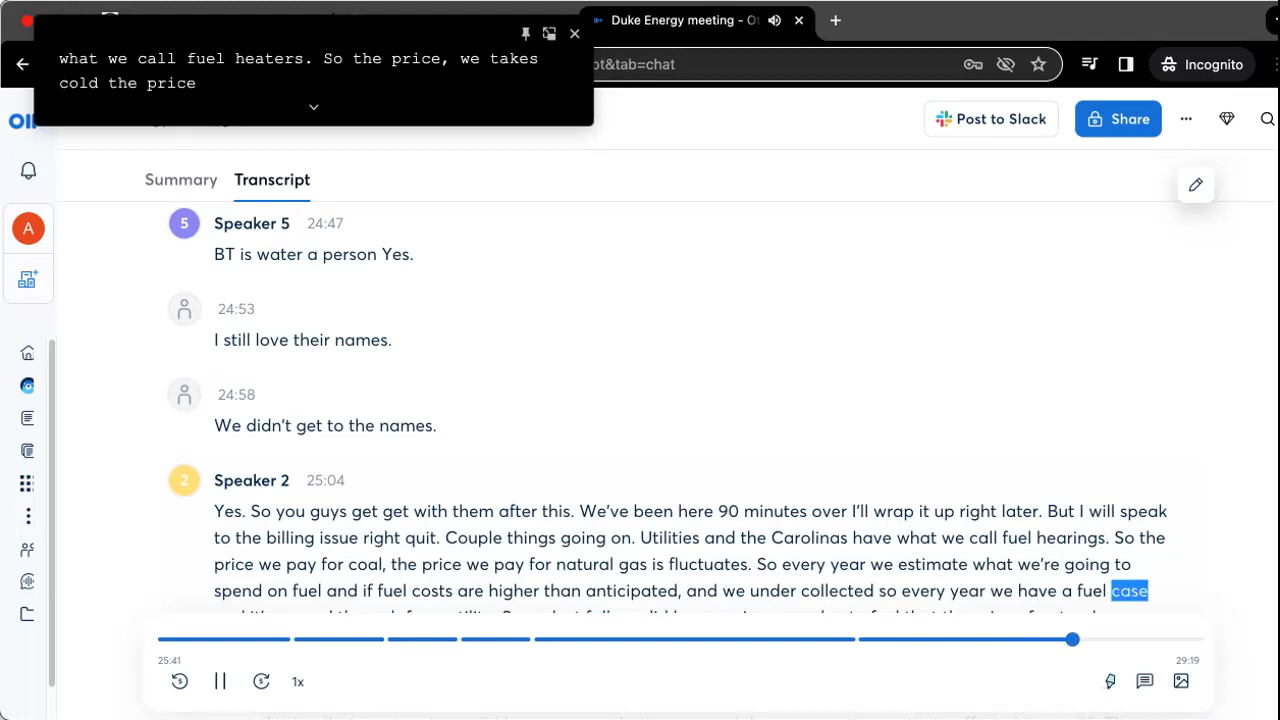 Duke Energy meeting - Ot
what we call fuel heaters. So the price, we takes
cold the price
ot&tab=chat
Incognito
Post to Slack
Share
Summary
Transcript
A
5
Speaker 5
24:47
BT is water a person Yes.
24:53
I still love their names.
24:58
We didn't get to the names.
2
Speaker 2
25:04
Yes. So you guys get get with them after this. We've been here 90 minutes over I'll wrap it up right later. But I will speak
to the billing issue right quit. Couple things going on. Utilities and the Carolinas have what we call fuel hearings. So the
price we pay for coal, the price we pay for natural gas is fluctuates. So every year we estimate what we're going to
spend on fuel and if fuel costs are higher than anticipated, and we under collected so every year we have a fuel case
25:41
29:19
5
5
1x